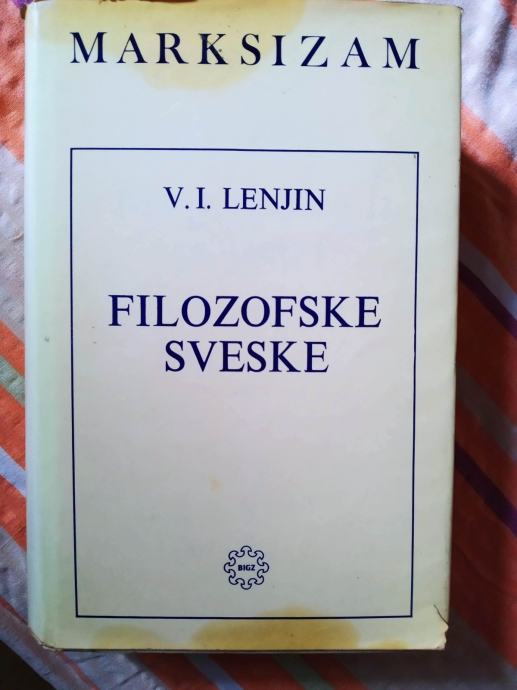 MARKSIZAM
V. I. LENJIN
FILOZOFSKE
SVESKE
BIGZ